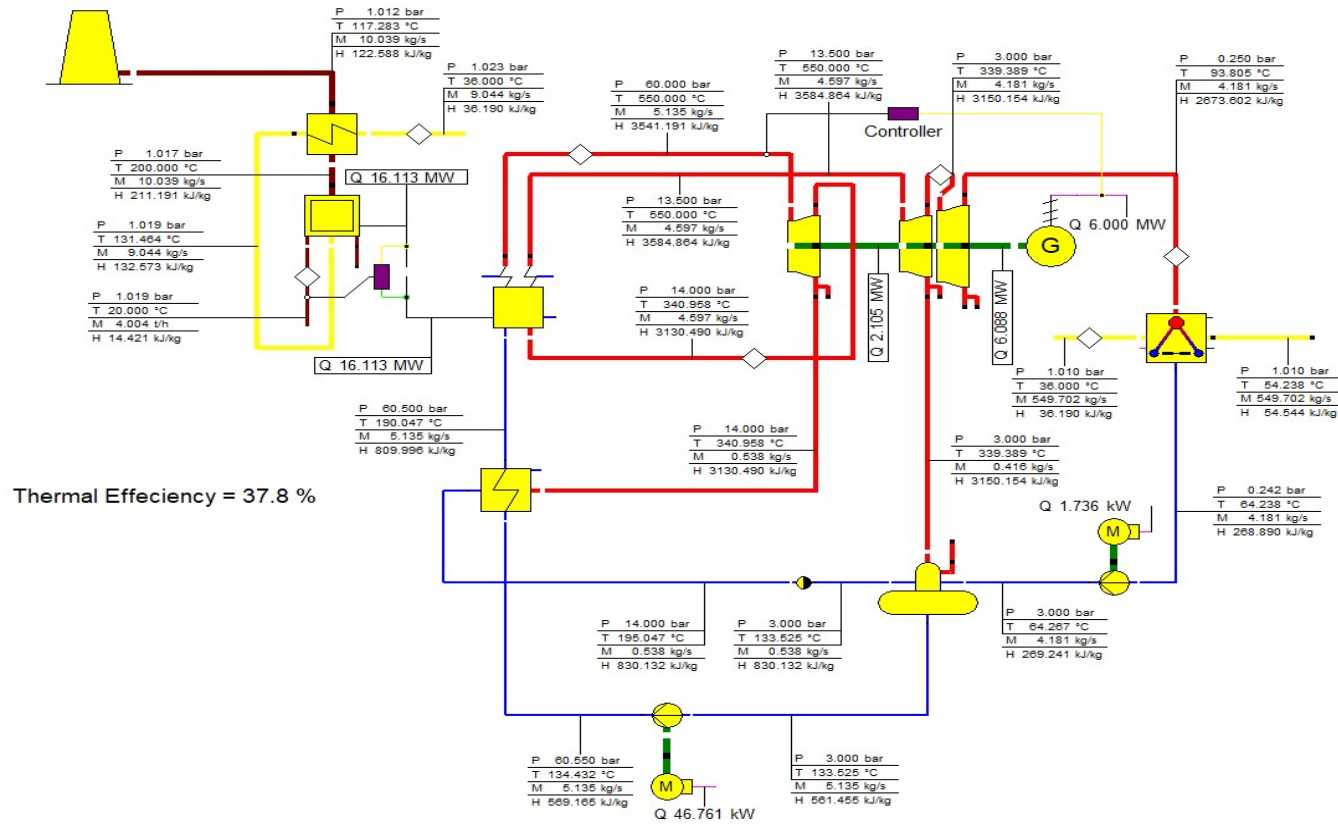 P 1.012 bar
T 117.283 °C
M 10.039 kg/s
H 122.588 kJ/kg
P 1.023 bar
T 36.000 °C
M 9.044 kg/s
H 36.190 kJ/kg
P 60.000 bar
T 550.000 °C
M 5.135 kg/s
H 3541.191 kJ/kg
P 13.500 bar
T 550.000 °C
M 4.597 kg/s
H 3584.864 kJ/kg
P 3.000 bar
T 339.389 °C
M 4.181 kg/s
H 3150.154 kJ/kg
P 0.250 bar
T 93.805 °C
M 4.181 kg/s
H 2673.602 kJ/kg
Controller
P 1.017 bar
T 200.000 °C
M 10.039 kg/s
H 211.191 kJ/kg
Q 16.113 MW
P 13.500 bar
T 550.000 °C
M 4.597 kg/s
H 3584.864 kJ/kg
P 1.019 bar
T 131.464 °C
M 9.044 kg/s
H 132.573 kJ/kg
Q 6.000 MW
G
P 1.019 bar
T 20.000 °C
M 4.004 t/h
H 14.421 kJ/kg
P 14.000 bar
T 340.958 °C
M 4.597 kg/s
H 3130.490 kJ/kg
Q 2.105 MW
Q 6.088 MW
Q 16.113 MW
P 1.010 bar
T 36.000 °C
M 549.702 kg/s
H 36.190 kJ/kg
P 1.010 bar
T 54.238 °C
M 549.702 kg/s
H 54.544 kJ/kg
P 60.500 bar
T 190.047 °C
M 5.135 kg/s
H 809.996 kJ/kg
P 14.000 bar
T 340.958 °C
M 0.538 kg/s
H 3130.490 kJ/kg
P 3.000 bar
T 339.389 °C
M 0.416 kg/s
H 3150.154 kJ/kg
Thermal Effeciency = 37.8 %
P 0.242 bar
T 64.238 °C
M 4.181 kg/s
H 268.890 kJ/kg
Q 1.736 kW
M
P 14.000 bar
T 195.047 °C
M 0.538 kg/s
H 830.132 kJ/kg
P 3.000 bar
T 133.525 °C
M 0.538 kg/s
H 830.132 kJ/kg
P 3.000 bar
T 64.267 °C
M 4.181 kg/s
H 269.241 kJ/kg
P 60.550 bar
T 134.432 °C
M 5.135 kg/s
H 569.165 kJ/kg
M
Q 46.761 kW
P 3.000 bar
T 133.525 °C
M 5.135 kg/s
H 561.455 kJ/kg